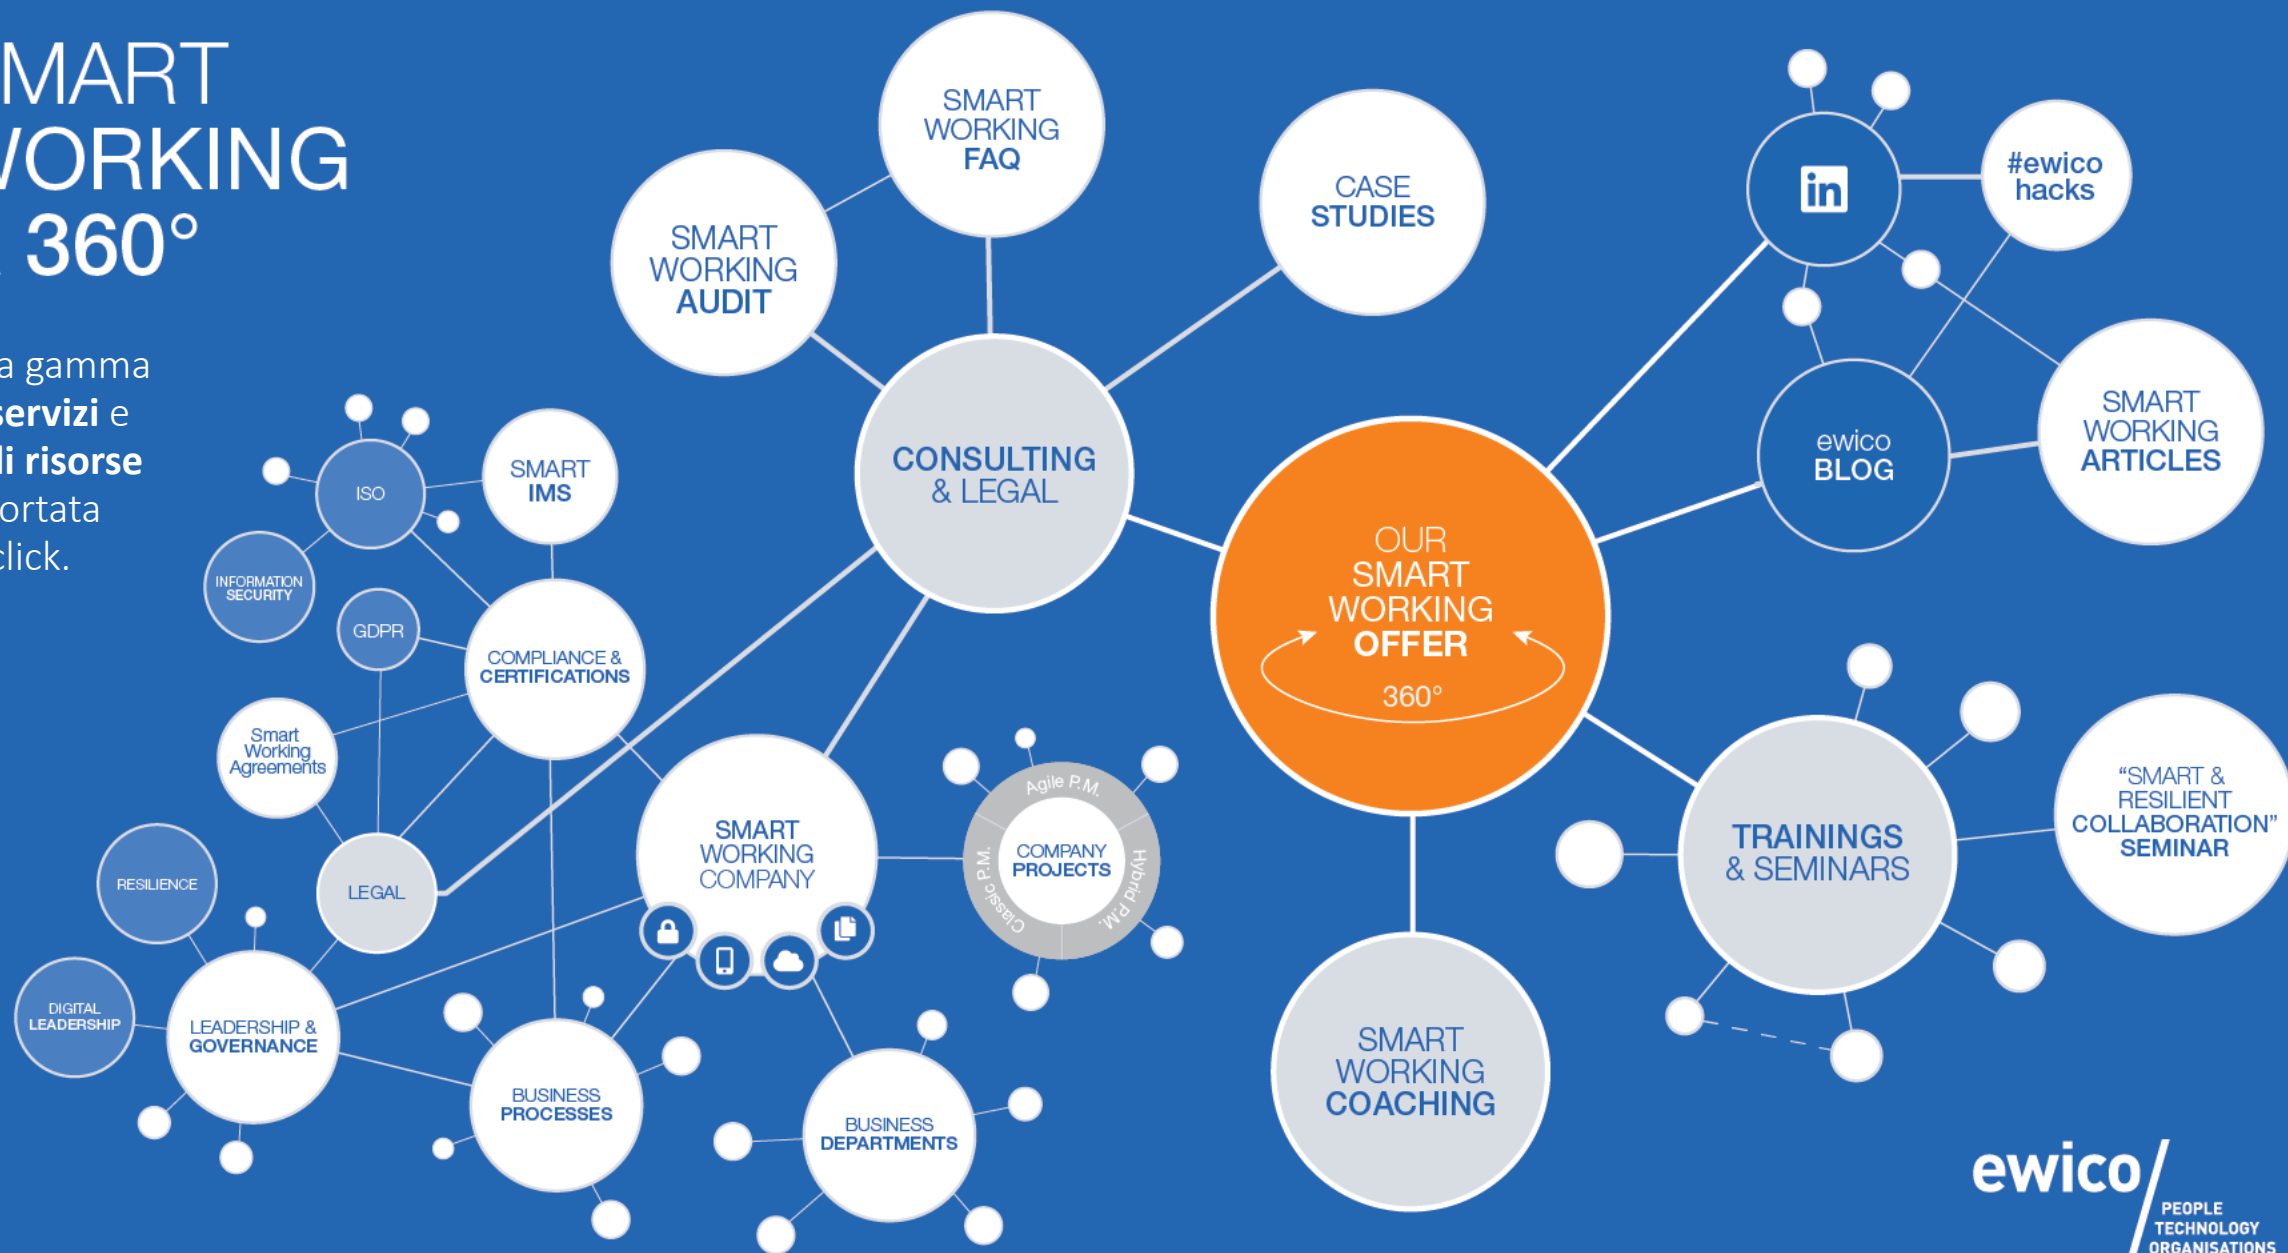 MART
WORKING
360°
a gamma
servizi e
di risorse
ortata
click.
SMART
WORKING
FAQ
SMART
WORKING
AUDIT
CASE
STUDIES
in
#ewico
hacks
SMART
WORKING
ARTICLES
ewico
BLOG
CONSULTING
& LEGAL
OUR
SMART
WORKING
OFFER
360°
ISO
SMART
IMS
INFORMATION
SECURITY
GDPR
COMPLIANCE &
CERTIFICATIONS
Smart
Working
Agreements
RESILIENCE
LEGAL
DIGITAL
LEADERSHIP
LEADERSHIP &
GOVERNANCE
SMART
WORKING
COMPANY
Agile P.M.
Classic P.M.
Hybrid P.M.
COMPANY
PROJECTS
BUSINESS
PROCESSES
BUSINESS
DEPARTMENTS
SMART
WORKING
COACHING
TRAININGS
& SEMINARS
“SMART &
RESILIENT
COLLABORATION”
SEMINAR
ewico
PEOPLE
TECHNOLOGY
ORGANISATIONS